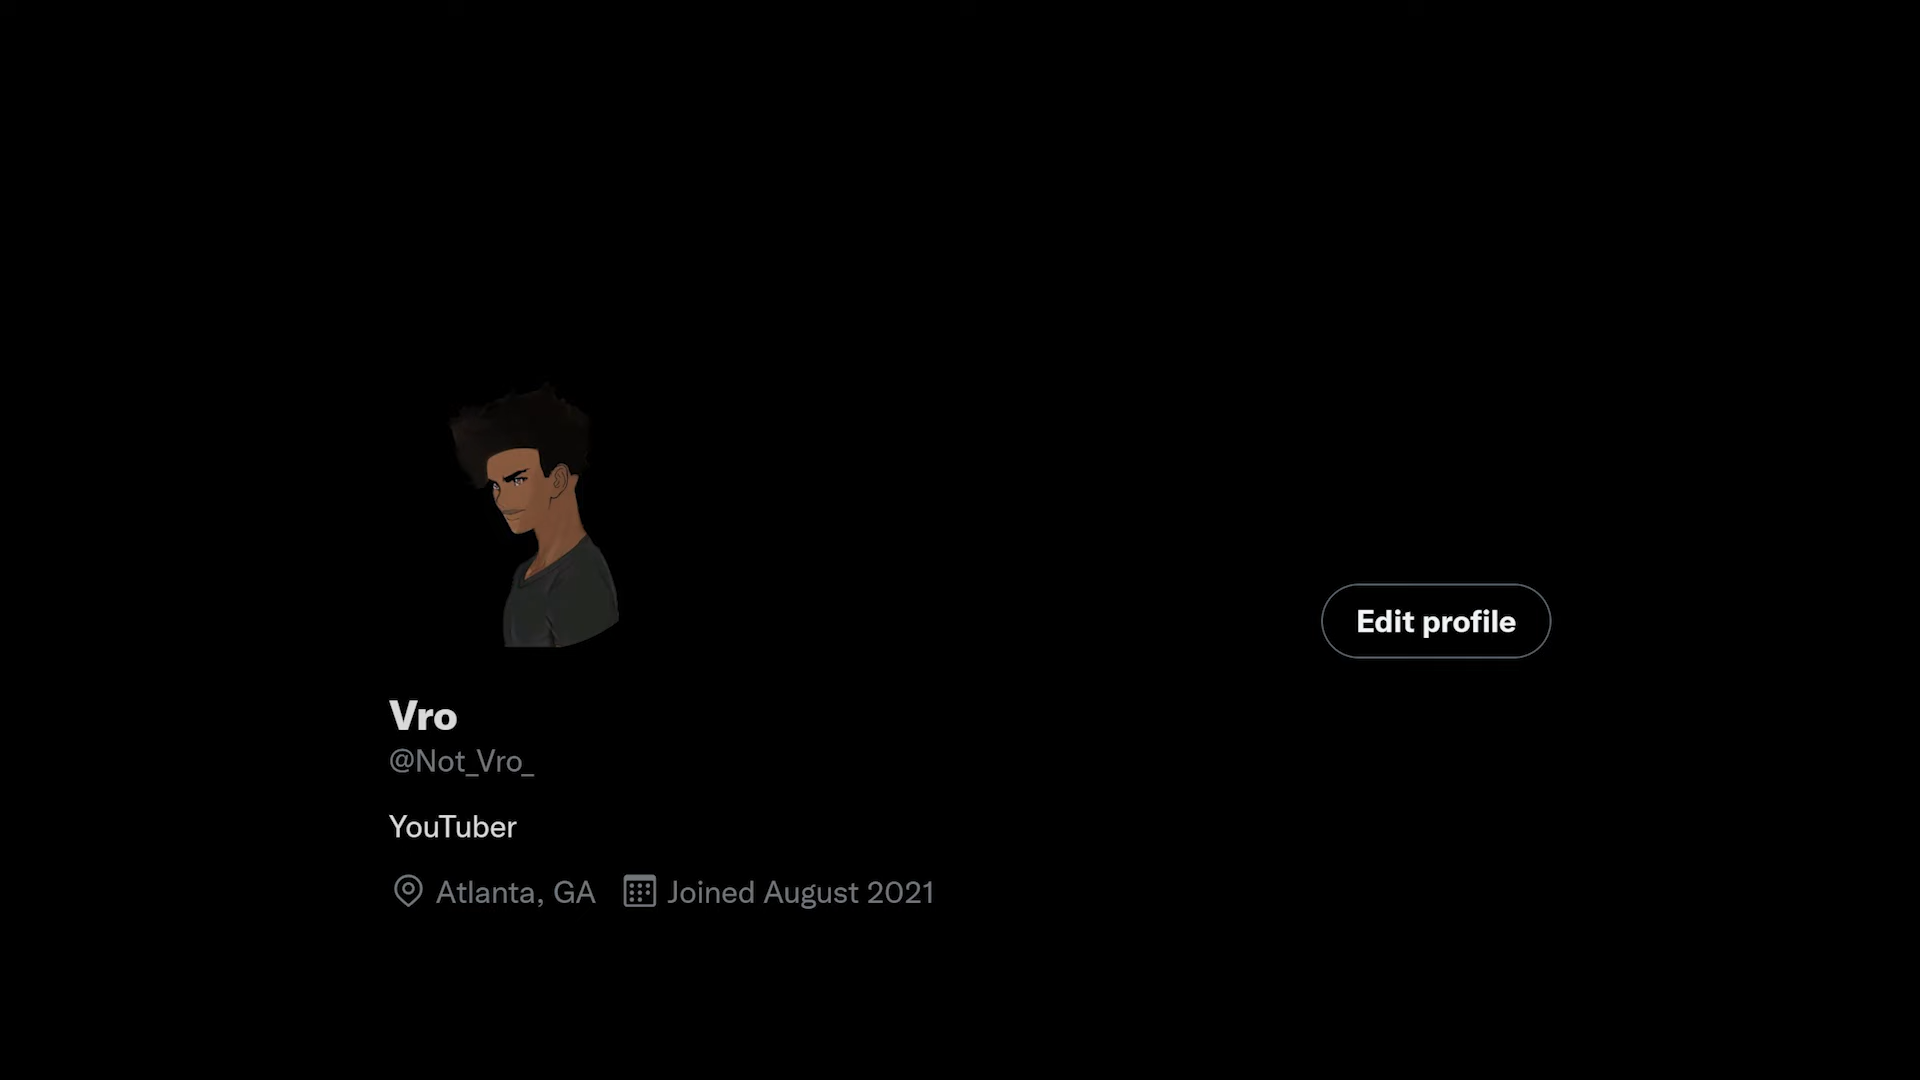 Edit profile
Vro
@Not_Vro_
YouTuber
Atlanta, GA Joined August 2021